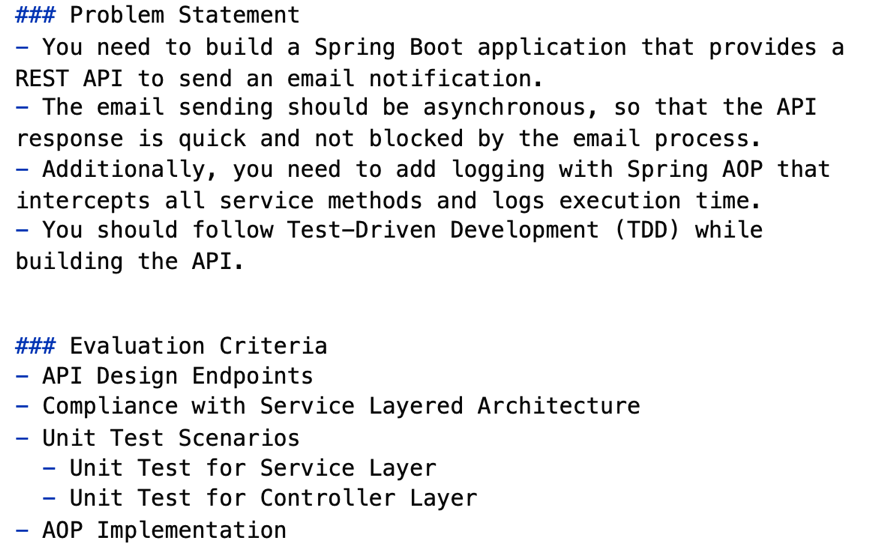 ### Problem Statement
- You need to build a Spring Boot application that provides a
REST API to send an email notification.
- The email sending should be asynchronous, so that the API
response is quick and not blocked by the email process.
- Additionally, you need to add logging with Spring AOP that
intercepts all service methods and logs execution time.
- You should follow Test-Driven Development (TDD) while
building the API.
### Evaluation Criteria
- API Design Endpoints
- Compliance with Service Layered Architecture
- Unit Test Scenarios
- Unit Test for Service Layer
- Unit Test for Controller Layer
- AOP Implementation